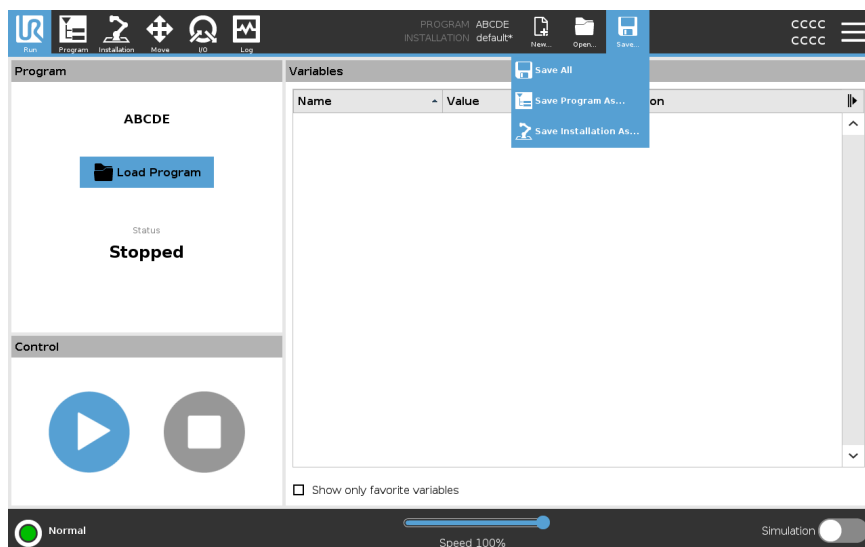 UR
Run
Program
Installation
Move
I/O
Log
PROGRAM ABCDE
INSTALLATION default*
New...
Open...
Save...
CCCC
CCCC
Save All
Save Program As...
Save Installation As...
Program
Variables
ABCDE
Load Program
Status
Stopped
Name
Value
on
Control
Show only favorite variables
Normal
Speed 100%
Simulation